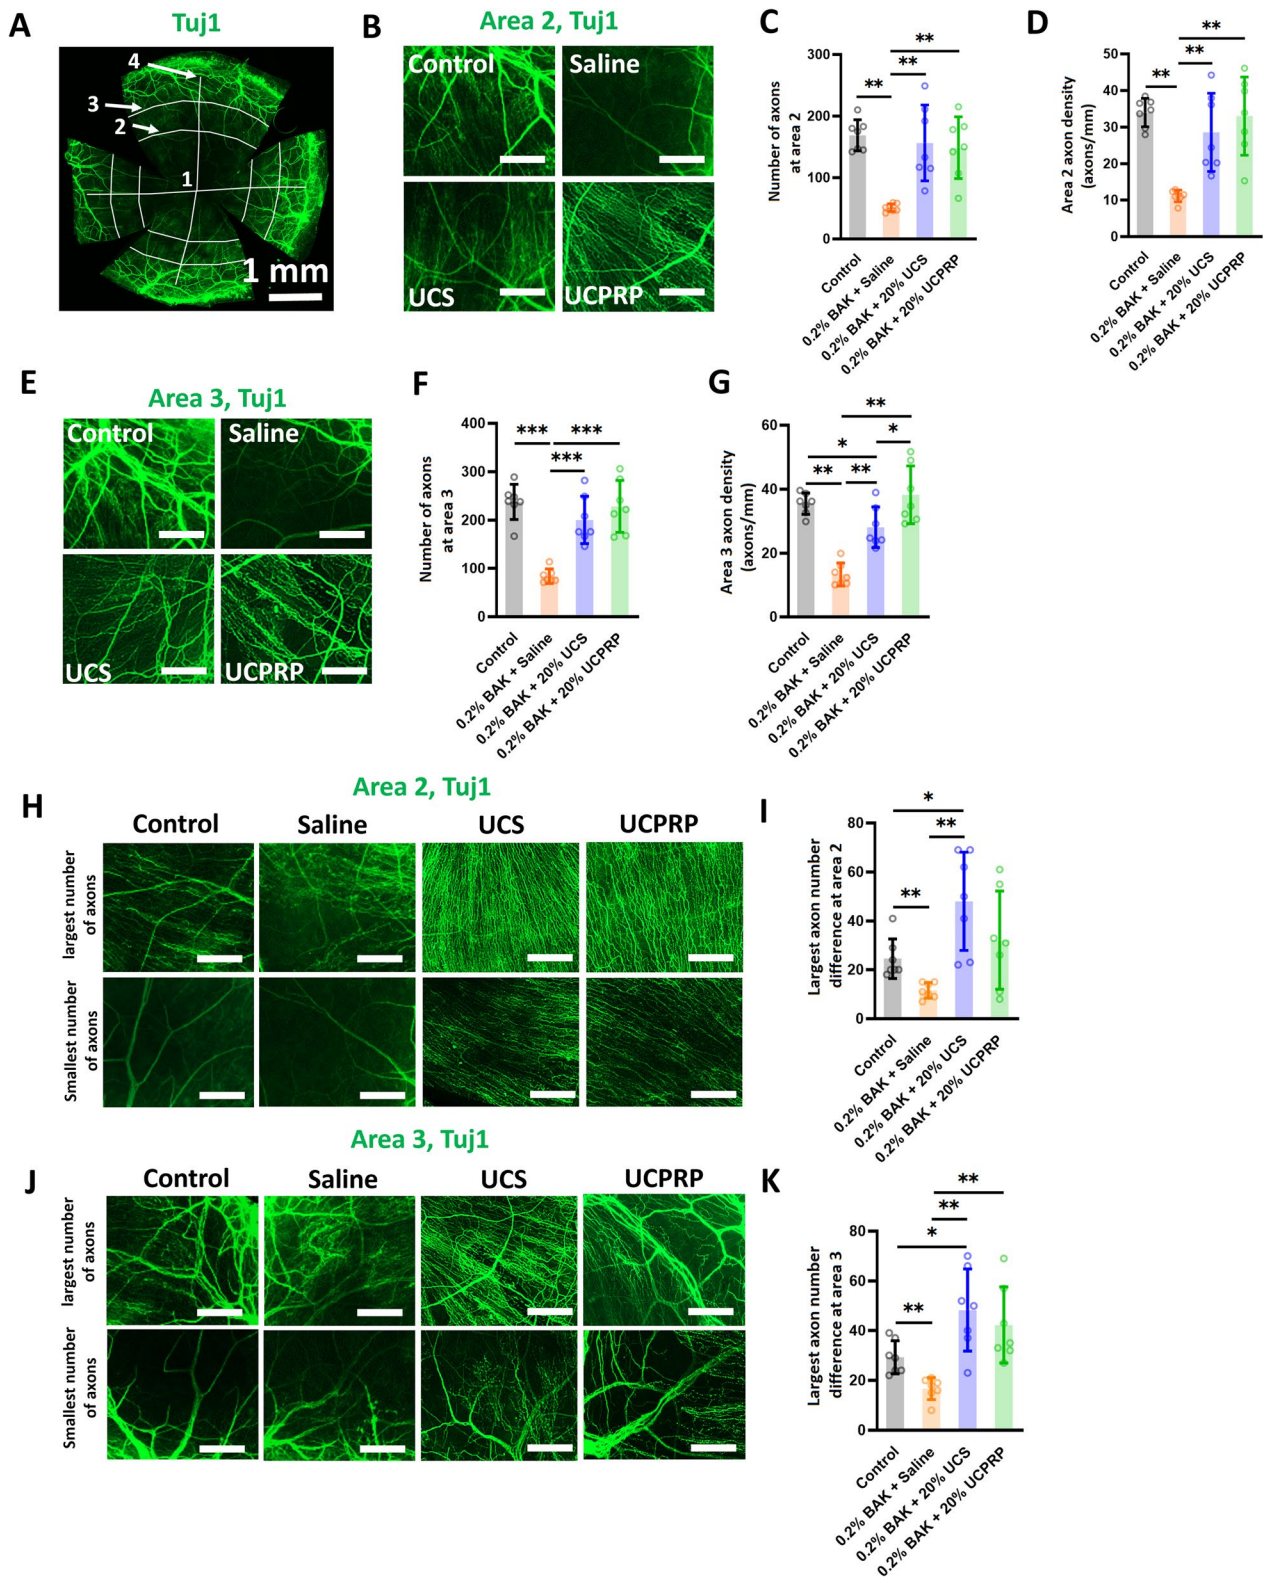 A
Tuj1
4
3
2
1
1 mm
B
Area 2, Tuj1
Control
Saline
UCS
UCPRP
C
Number of axons
at area 2
300
200
100
0
**
**
**
Control
0.2% BAK + Saline
0.2% BAK + 20% UCS
0.2% BAK + 20% UCPRP
D
Area 2 axon density
(axons/mm)
50
40
30
20
10
0
**
**
**
Control
0.2% BAK + Saline
0.2% BAK + 20% UCS
0.2% BAK + 20% UCPRP
E
Area 3, Tuj1
Control
Saline
UCS
UCPRP
F
Number of axons
at area 3
400
300
200
100
0
***
***
***
Control
0.2% BAK + Saline
0.2% BAK + 20% UCS
0.2% BAK + 20% UCPRP
G
Area 3 axon density
(axons/mm)
60
40
20
0
**
*
*
**
**
Control
0.2% BAK + Saline
0.2% BAK + 20% UCS
0.2% BAK + 20% UCPRP
H
Area 2, Tuj1
Control
Saline
UCS
UCPRP
largest number
of axons
Smallest number
of axons
I
Largest axon number
difference at area 2
80
60
40
20
0
*
**
**
Control
0.2% BAK + Saline
0.2% BAK + 20% UCS
0.2% BAK + 20% UCPRP
J
Area 3, Tuj1
Control
Saline
UCS
UCPRP
largest number
of axons
Smallest number
of axons
K
Largest axon number
difference at area 3
80
60
40
20
0
**
**
*
**
Control
0.2% BAK + Saline
0.2% BAK + 20% UCS
0.2% BAK + 20% UCPRP